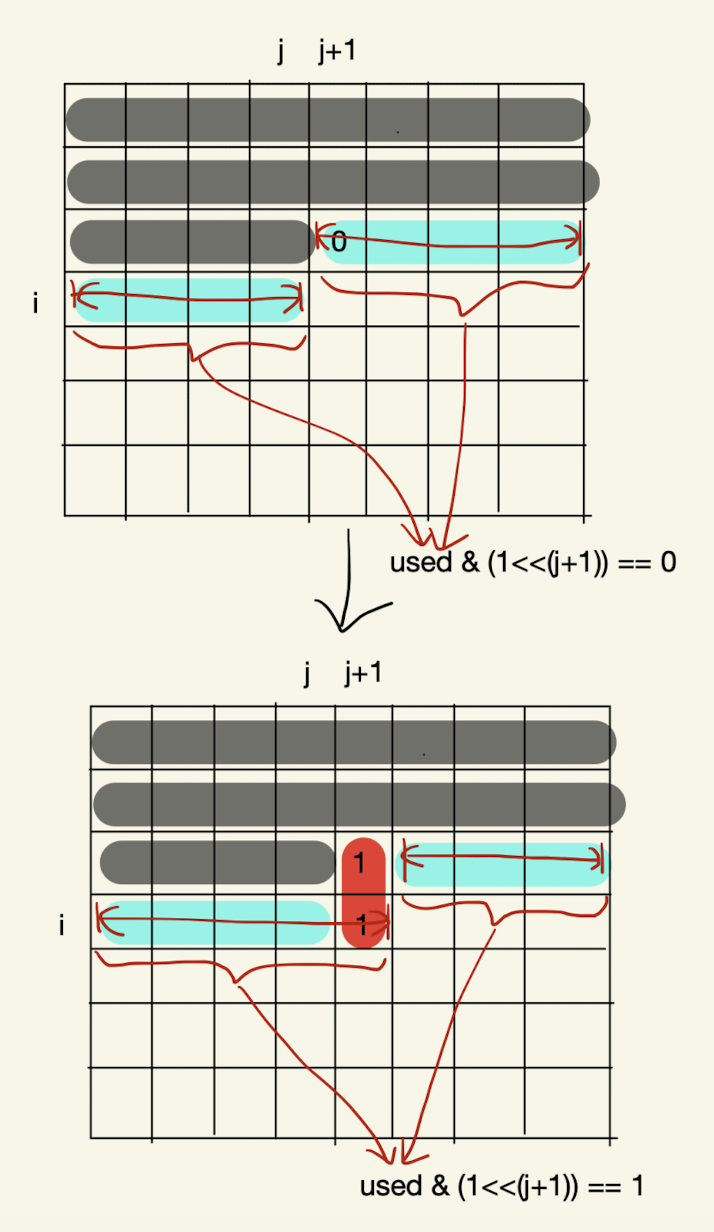 j j+1
0
i
used & (1<<(j+1)) == 0
j j+1
1
i 1
used & (1<<(j+1)) == 1